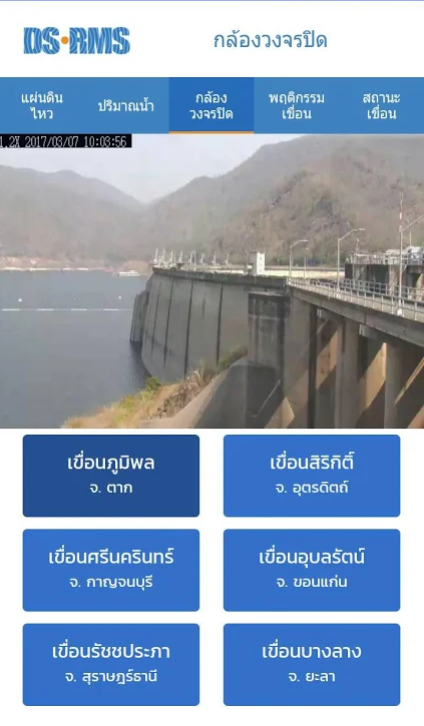 DS•RMS
กล้องวงจรปิด
แผ่นดิน
ไหว
ปริมาณน้ำ
กล้อง
วงจรปิด
พฤติกรรม
เขื่อน
สถานะ
เขื่อน
1.2X 2017/03/07 10:03:56
เขื่อนภูมิพล
จ. ตาก
เขื่อนสิริกิติ์
จ. อุตรดิตถ์
เขื่อนศรีนครินทร์
จ. กาญจนบุรี
เขื่อนอุบลรัตน์
จ. ขอนแก่น
เขื่อนรัชชประภา
จ. สุราษฎร์ธานี
เขื่อนบางลาง
จ. ยะลา